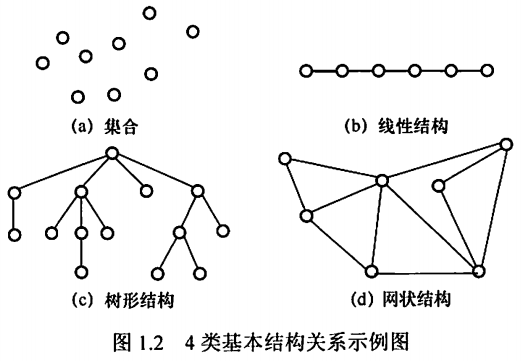 (a) 集合
(b) 线性结构
(c) 树形结构
(d) 网状结构
图 1.2 4 类基本结构关系示例图